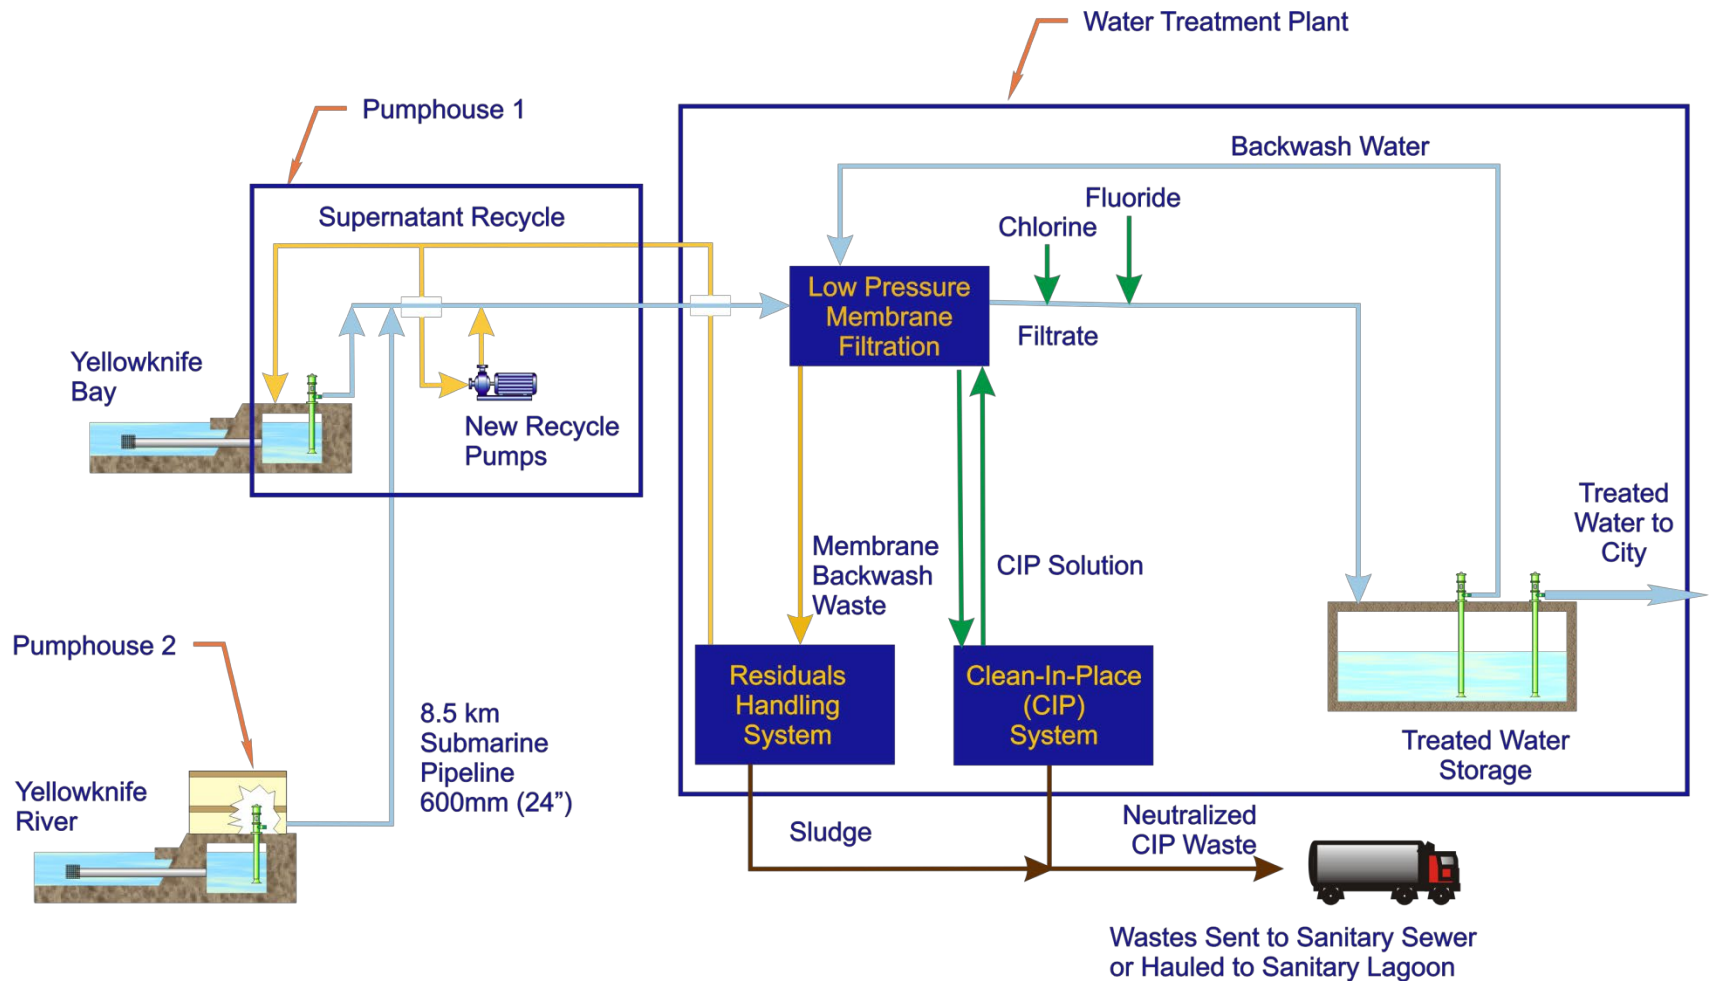 Water Treatment Plant
Pumphouse 1
Backwash Water
Supernatant Recycle
Fluoride
Chlorine
Low Pressure
Membrane
Filtration
Filtrate
Yellowknife
Bay
New Recycle
Pumps
Treated
Water to
City
Membrane
Backwash
Waste
CIP Solution
Pumphouse 2
8.5 km
Submarine
Pipeline
600mm (24”)
Residuals
Handling
System
Clean-In-Place
(CIP)
System
Treated Water
Storage
Yellowknife
River
Sludge
Neutralized
CIP Waste
Wastes Sent to Sanitary Sewer
or Hauled to Sanitary Lagoon